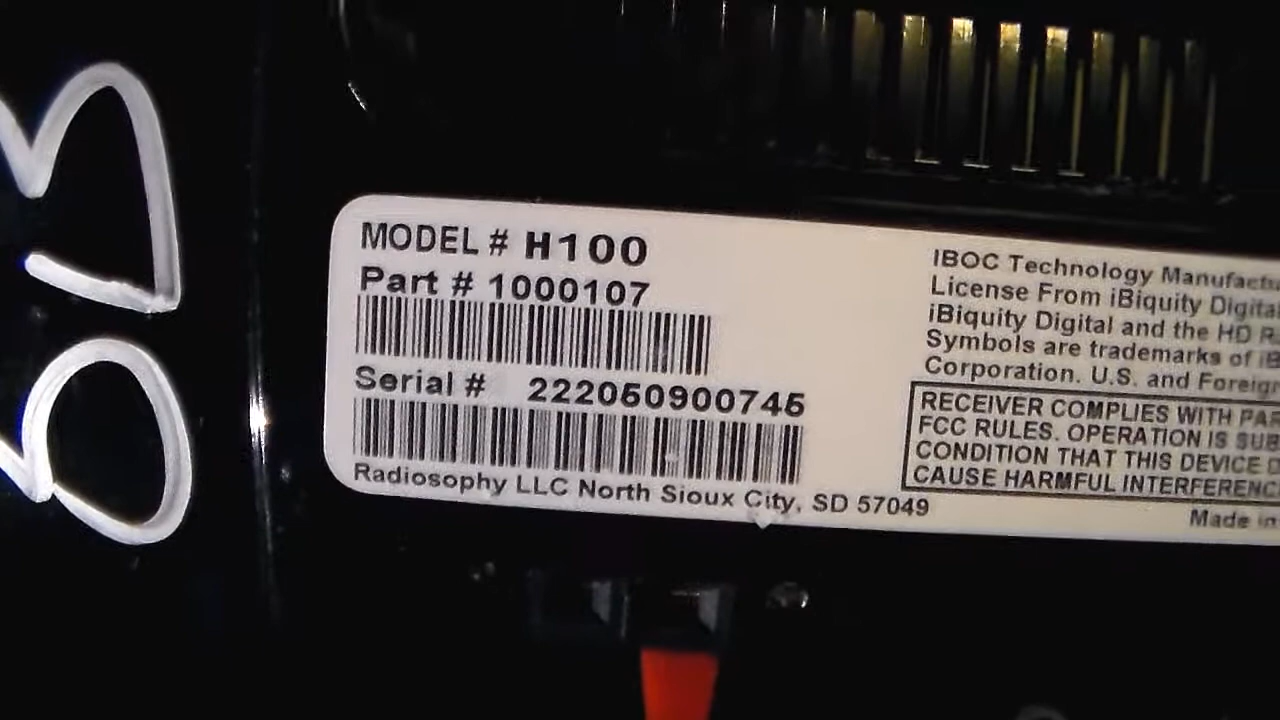 MODEL # H100
Part # 1000107
Serial # 222050900745
Radiosophy LLC North Sioux City, SD 57049
IBOC Technology
License From iBiquity Digital
iBiquity Digital and the HD
Symbols are trademarks of
Corporation. U.S. and
RECEIVER COMPLIES WITH
FCC RULES. OPERATION IS
CONDITION THAT THIS DEVICE
CAUSE HARMFUL
Made in